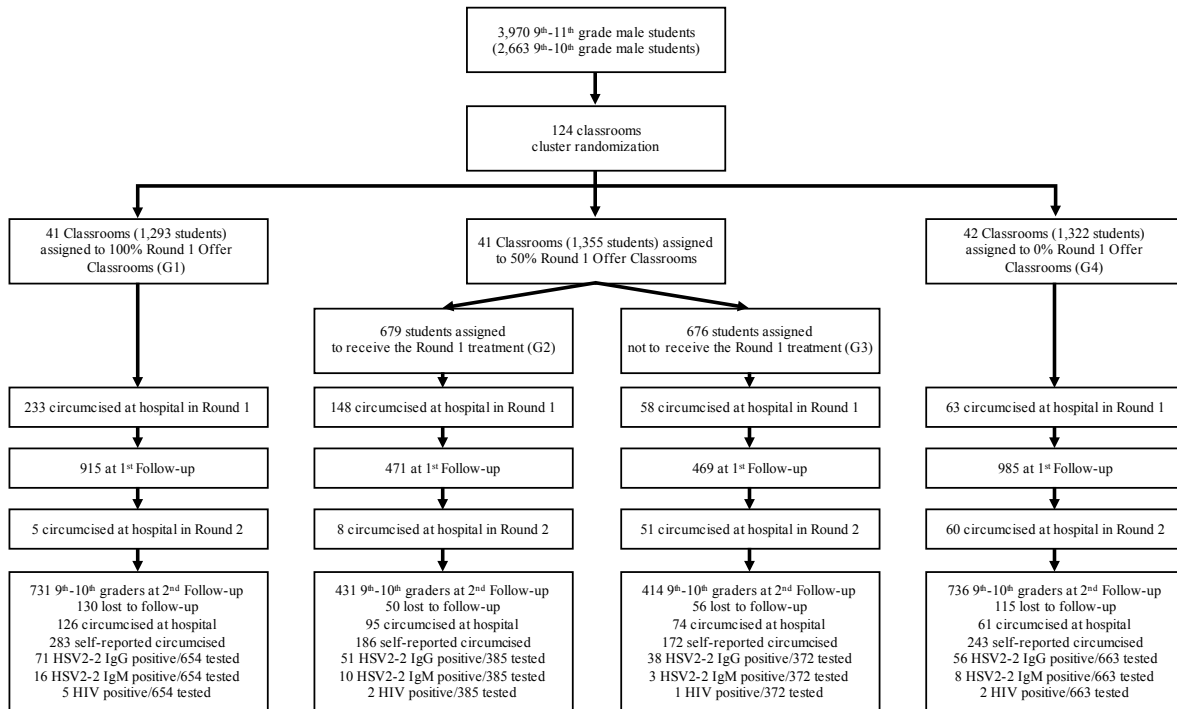 3,970 9th-11th grade male students
(2,663 9th-10th grade male students)
124 classrooms
cluster randomization
41 Classrooms (1,293 students)
assigned to 100% Round 1 Offer
Classrooms (G1)
41 Classrooms (1,355 students) assigned
to 50% Round 1 Offer Classrooms
42 Classrooms (1,322 students)
assigned to 0% Round 1 Offer
Classrooms (G4)
679 students assigned
to receive the Round 1 treatment (G2)
676 students assigned
not to receive the Round 1 treatment (G3)
233 circumcised at hospital in Round 1
148 circumcised at hospital in Round 1
58 circumcised at hospital in Round 1
63 circumcised at hospital in Round 1
915 at 1st Follow-up
471 at 1st Follow-up
469 at 1st Follow-up
985 at 1st Follow-up
5 circumcised at hospital in Round 2
8 circumcised at hospital in Round 2
51 circumcised at hospital in Round 2
60 circumcised at hospital in Round 2
731 9th-10th graders at 2nd Follow-up
130 lost to follow-up
126 circumcised at hospital
283 self-reported circumcised
71 HSV2-2 IgG positive/654 tested
16 HSV2-2 IgM positive/654 tested
5 HIV positive/654 tested
431 9th-10th graders at 2nd Follow-up
50 lost to follow-up
95 circumcised at hospital
186 self-reported circumcised
51 HSV2-2 IgG positive/385 tested
10 HSV2-2 IgM positive/385 tested
2 HIV positive/385 tested
414 9th-10th graders at 2nd Follow-up
56 lost to follow-up
74 circumcised at hospital
172 self-reported circumcised
38 HSV2-2 IgG positive/372 tested
3 HSV2-2 IgM positive/372 tested
1 HIV positive/372 tested
736 9th-10th graders at 2nd Follow-up
115 lost to follow-up
61 circumcised at hospital
243 self-reported circumcised
56 HSV2-2 IgG positive/663 tested
8 HSV2-2 IgM positive/663 tested
2 HIV positive/663 tested